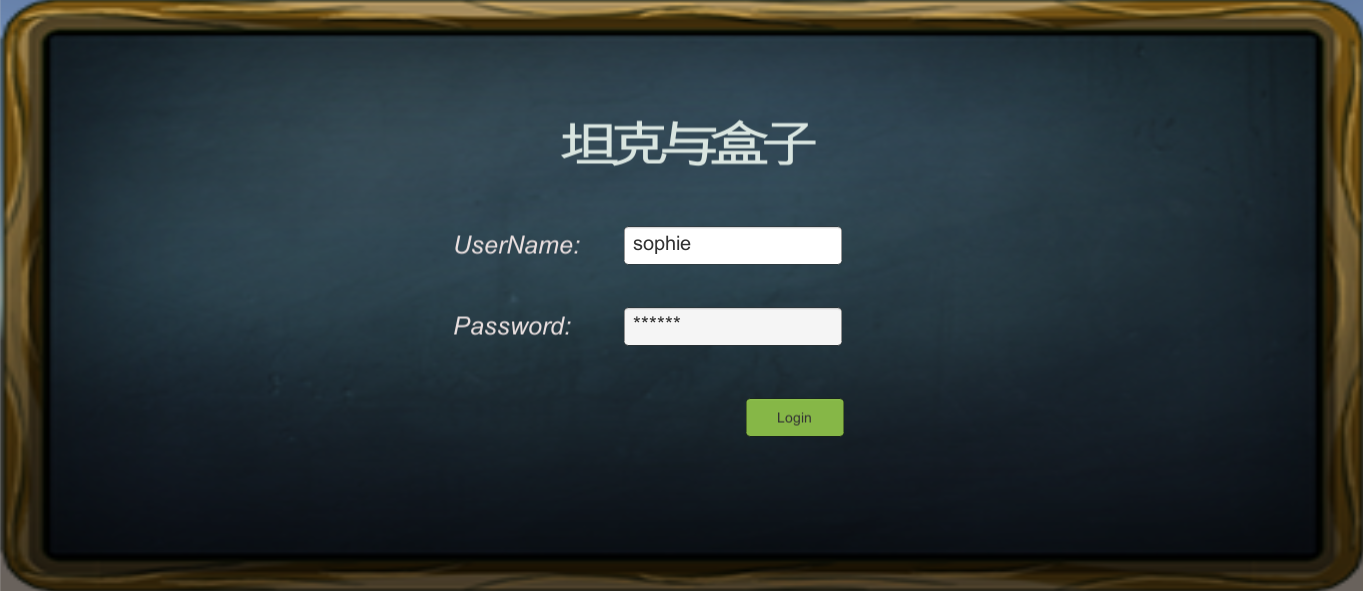 坦克与盒子
UserName: sophie
Password: ******
Login